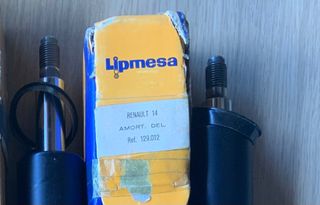 Lipmesa
RENAULT 14
AMORT. DEL.
Ref. 129.012